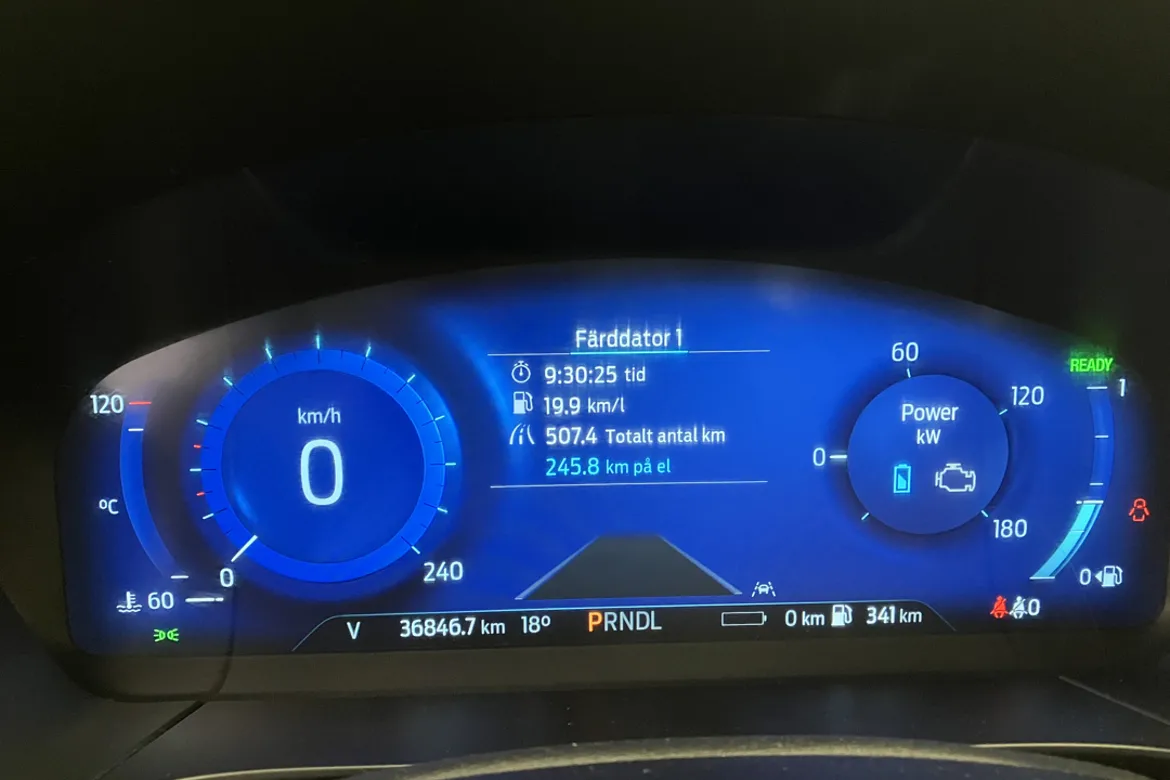 Färddator 1
9:30:25 tid
19.9 km/l
507.4 Totalt antal km
245.8 km på el
120
°C
60
km/h
0
0
240
60
120
Power
kW
0
180
READY
1
0
0
V 36846.7 km 18° PRNDL 0 km 341 km